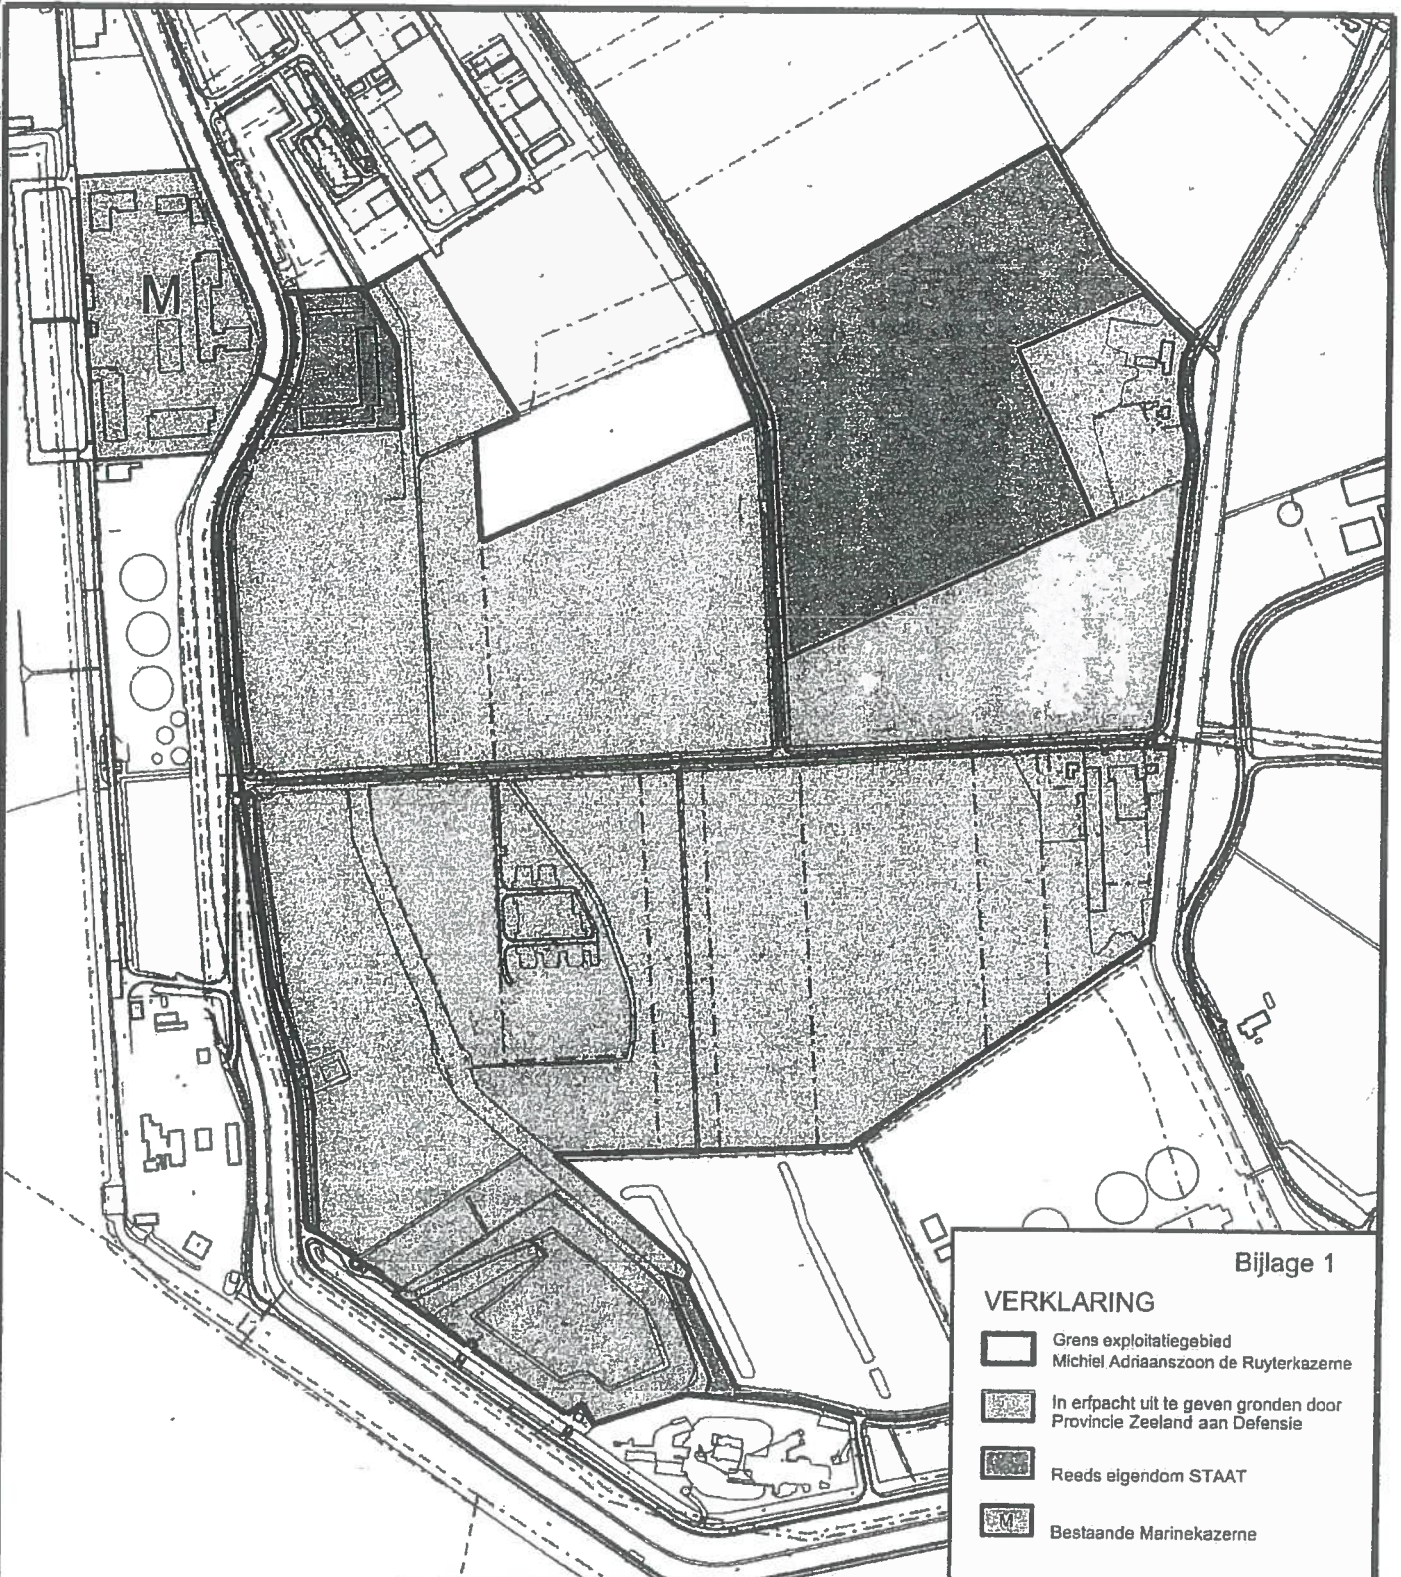 M
Bijlage 1
VERKLARING
Grens exploitatiegebied
Michiel Adriaanszoon de Ruyterkazerne
In erfpacht uit te geven gronden door
Provincie Zeeland aan Defensie
Reeds eigendom STAAT
M
Bestaande Marinekazerne